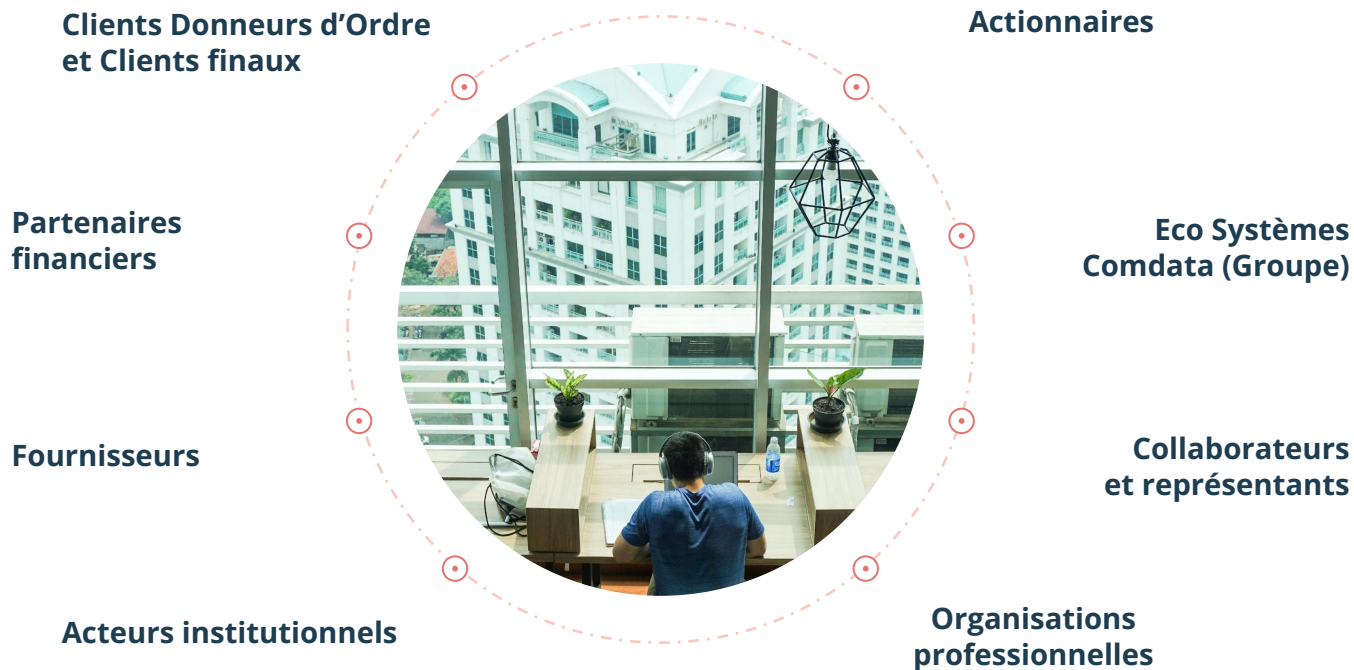 Clients Donneurs d’Ordre
et Clients finaux
Actionnaires
Partenaires
financiers
Eco Systèmes
Comdata (Groupe)
Fournisseurs
Collaborateurs
et représentants
Acteurs institutionnels
Organisations
professionnelles